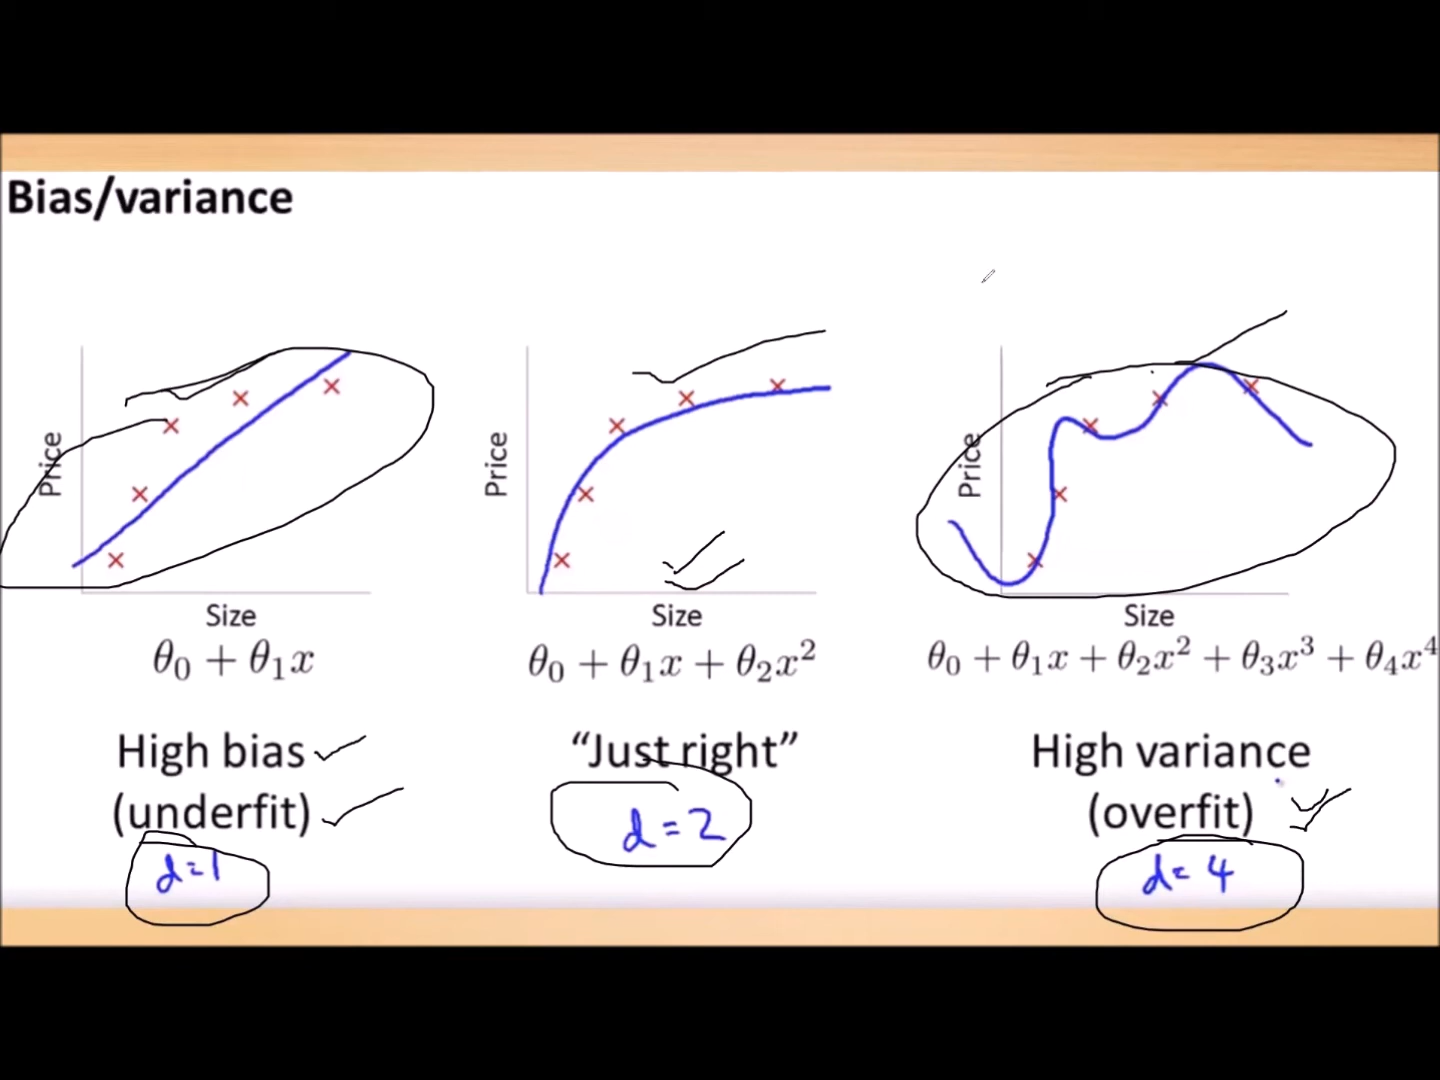 Bias/variance
Price
Size
θ₀ + θ₁x
High bias
(underfit)
d=1
Price
Size
θ₀ + θ₁x + θ₂x²
“Just right”
d=2
Price
Size
θ₀ + θ₁x + θ₂x² + θ₃x³ + θ₄x⁴
High variance
(overfit)
d=4